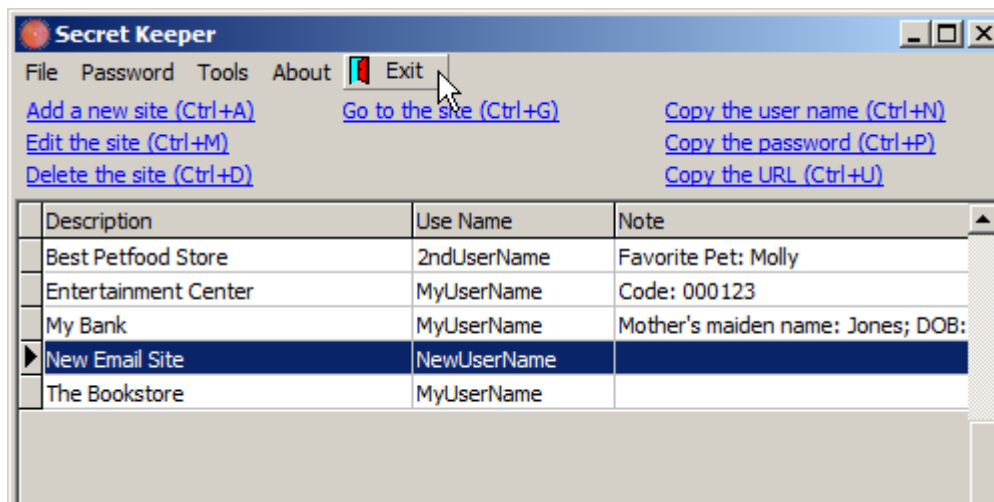 Secret Keeper
File Password Tools About Exit
Add a new site (Ctrl+A) Go to the site (Ctrl+G) Copy the user name (Ctrl+N)
Edit the site (Ctrl+M) Copy the password (Ctrl+P)
Delete the site (Ctrl+D) Copy the URL (Ctrl+U)
Description Use Name Note
Best Petfood Store 2ndUserName Favorite Pet: Molly
Entertainment Center MyUserName Code: 000123
My Bank MyUserName Mother's maiden name: Jones; DOB:
New Email Site NewUserName
The Bookstore MyUserName